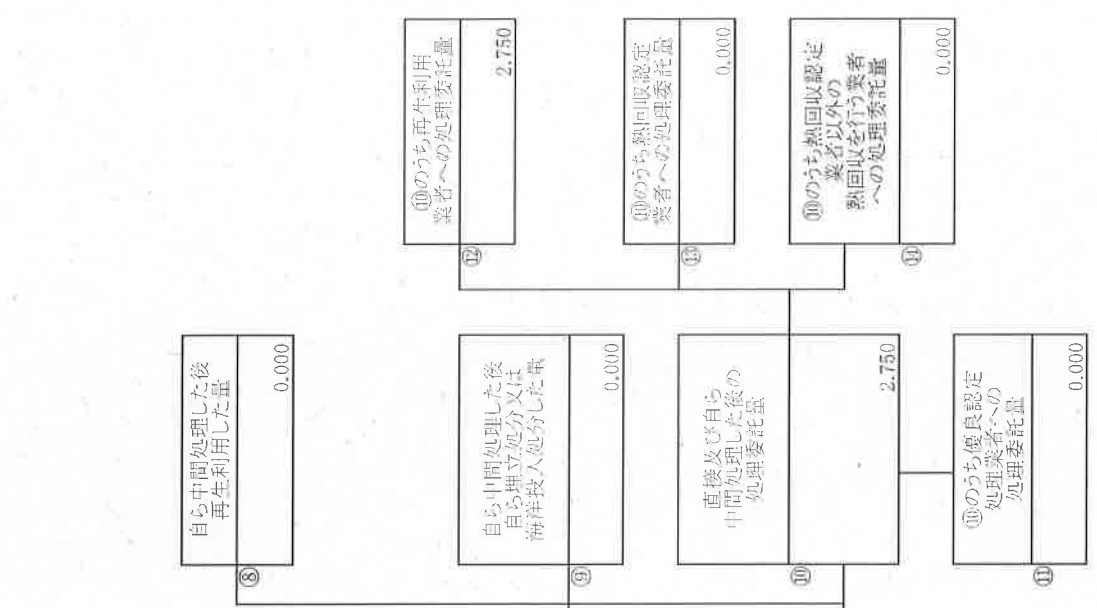 ⑧
自ら中間処理した後
再生利用した量
0.000
⑨
自ら中間処理した後
自ら埋立処分又は
海洋投入処分した量
0.000
⑩
直接及び自ら
中間処理した後の
処理委託量
2.750
⑪
⑩のうち優良認定
処理業者への
処理委託量
0.000
⑫
⑩のうち再生利用
業者への処理委託量
2.750
⑬
⑩のうち熱回収認定
業者への処理委託量
0.000
⑭
⑩のうち熱回収認定
業者以外の
熱回収を行う業者
への処理委託量
0.000